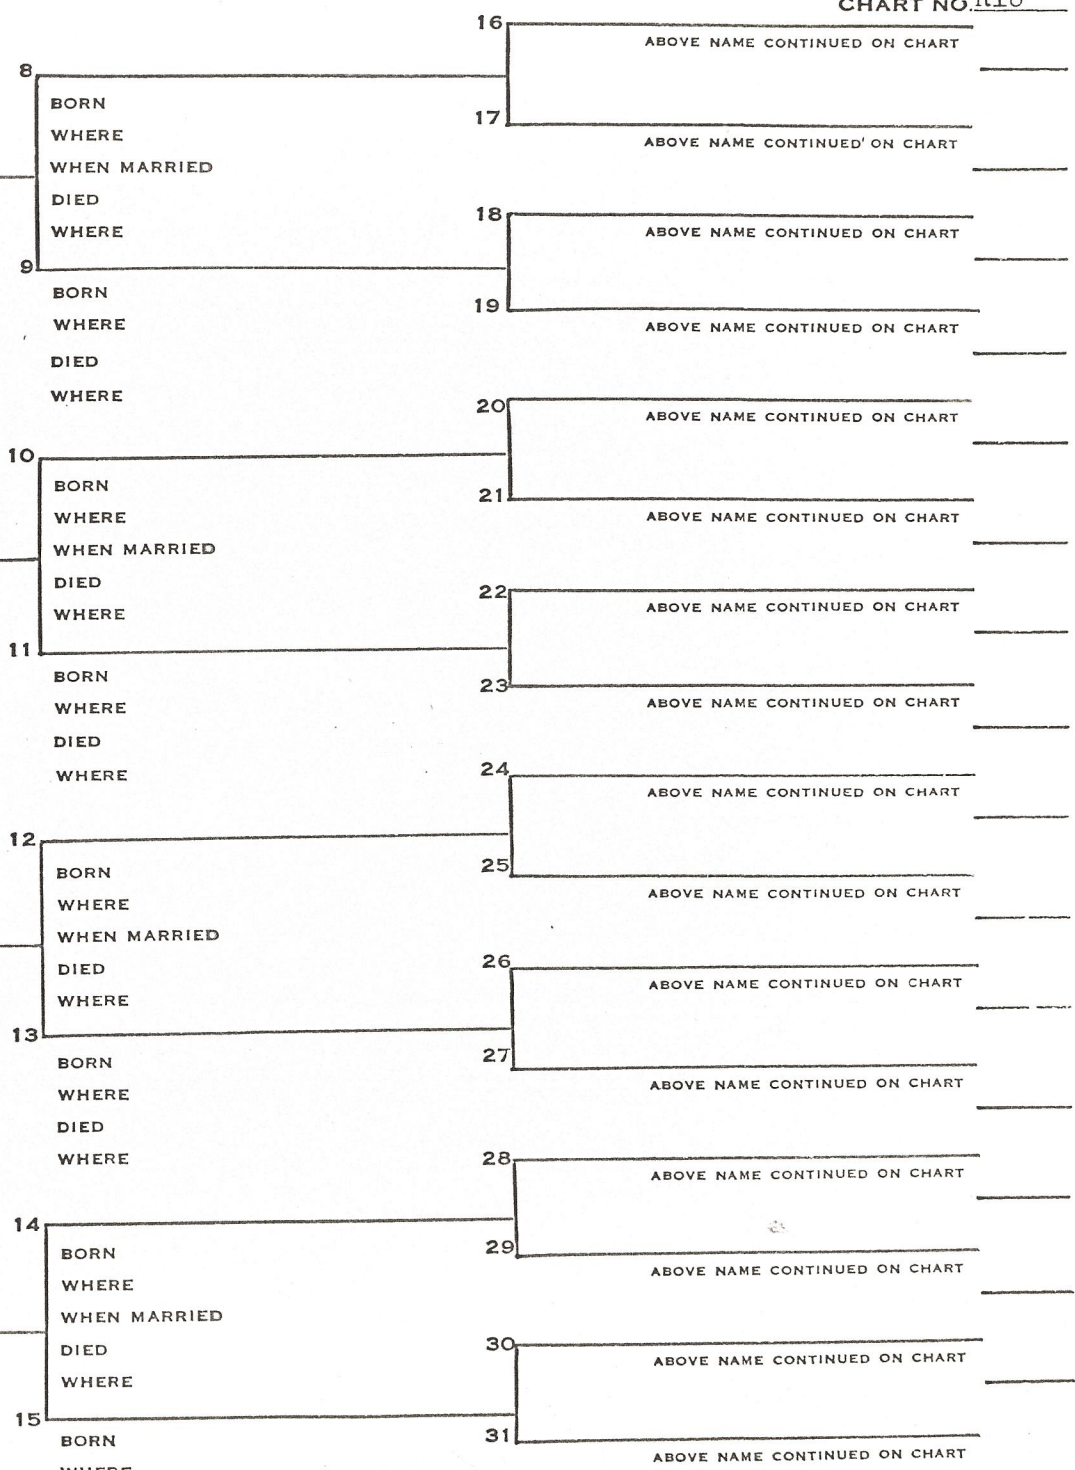 CHART NO.
16
ABOVE NAME CONTINUED ON CHART
8
BORN
17
WHERE
ABOVE NAME CONTINUED' ON CHART
WHEN MARRIED
DIED
18
WHERE
ABOVE NAME CONTINUED ON CHART
9
BORN
19
WHERE
ABOVE NAME CONTINUED ON CHART
DIED
WHERE
20
ABOVE NAME CONTINUED ON CHART
10
BORN
21
WHERE
ABOVE NAME CONTINUED ON CHART
WHEN MARRIED
DIED
22
WHERE
ABOVE NAME CONTINUED ON CHART
11
BORN
23
WHERE
ABOVE NAME CONTINUED ON CHART
DIED
WHERE
24
ABOVE NAME CONTINUED ON CHART
12
BORN
25
WHERE
ABOVE NAME CONTINUED ON CHART
WHEN MARRIED
DIED
26
WHERE
ABOVE NAME CONTINUED ON CHART
13
BORN
27
WHERE
ABOVE NAME CONTINUED ON CHART
DIED
WHERE
28
ABOVE NAME CONTINUED ON CHART
14
BORN
29
WHERE
ABOVE NAME CONTINUED ON CHART
WHEN MARRIED
DIED
30
WHERE
ABOVE NAME CONTINUED ON CHART
15
BORN
31
WHERE
ABOVE NAME CONTINUED ON CHART